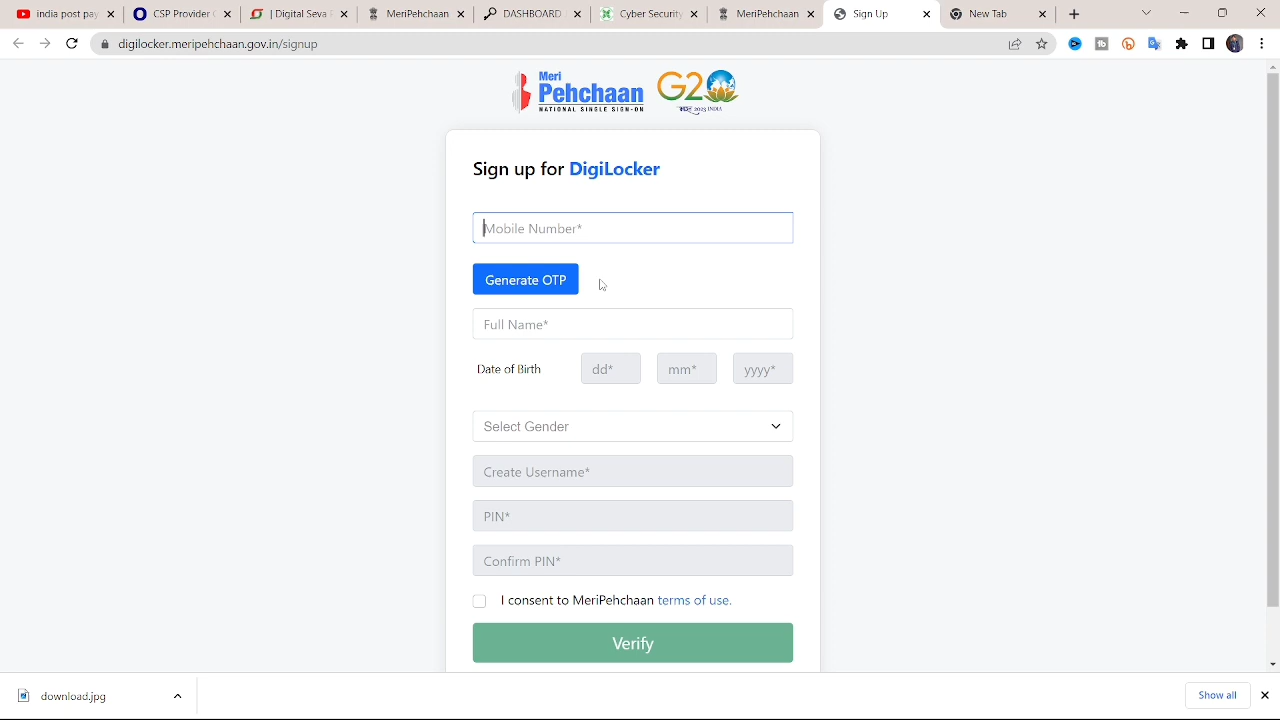 India post pay
CSP Provider (
| Digital Seva P
MeriPehchaan
DASHBOARD
Cyber Security
MeriPehchaan
Sign Up
New Tab
digilocker.meripehchaan.gov.in/signup
Meri
Pehchaan
NATIONAL SINGLE SIGN-ON
G20
2023 INDIA
Sign up for DigiLocker
Mobile Number*
Generate OTP
Full Name*
Date of Birth dd* mm* yyyy*
Select Gender
Create Username*
PIN*
Confirm PIN*
I consent to MeriPehchaan terms of use.
Verify
download.jpg
Show all